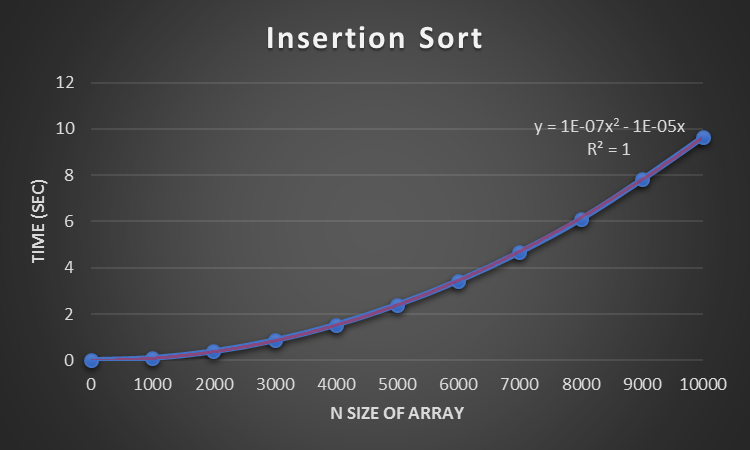 Insertion Sort
12
10
8
6
4
2
0
TIME (SEC)
y = 1E-07x² - 1E-05x
R² = 1
0 1000 2000 3000 4000 5000 6000 7000 8000 9000 10000
N SIZE OF ARRAY